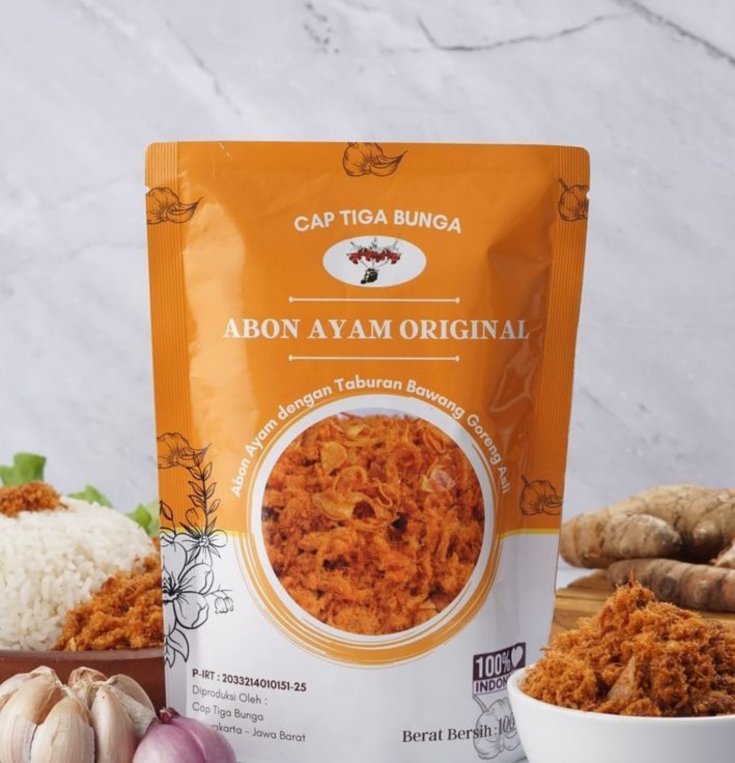 CAP TIGA BUNGA
ABON AYAM ORIGINAL
Abon Ayam dengan Taburan Bawang Goreng Asli
100%
P-IRT : 2033214010151-25
Diproduksi Oleh :
Cap Tiga Bunga
– Jawa Barat
Berat Bersih :